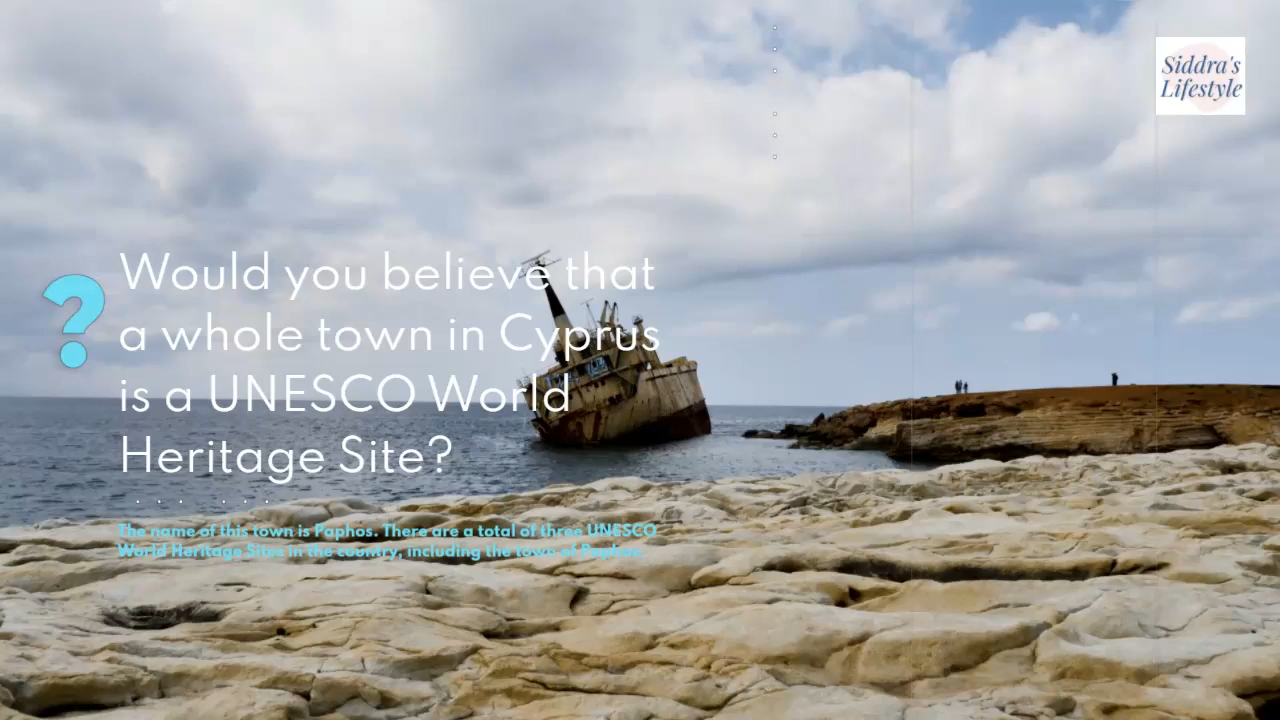 Siddra's
Lifestyle
?
Would you believe that
a whole town in Cyprus
is a UNESCO World
Heritage Site?
The name of this town is Paphos. There are a total of three UNESCO
World Heritage Sites in the country, including the town of Paphos.